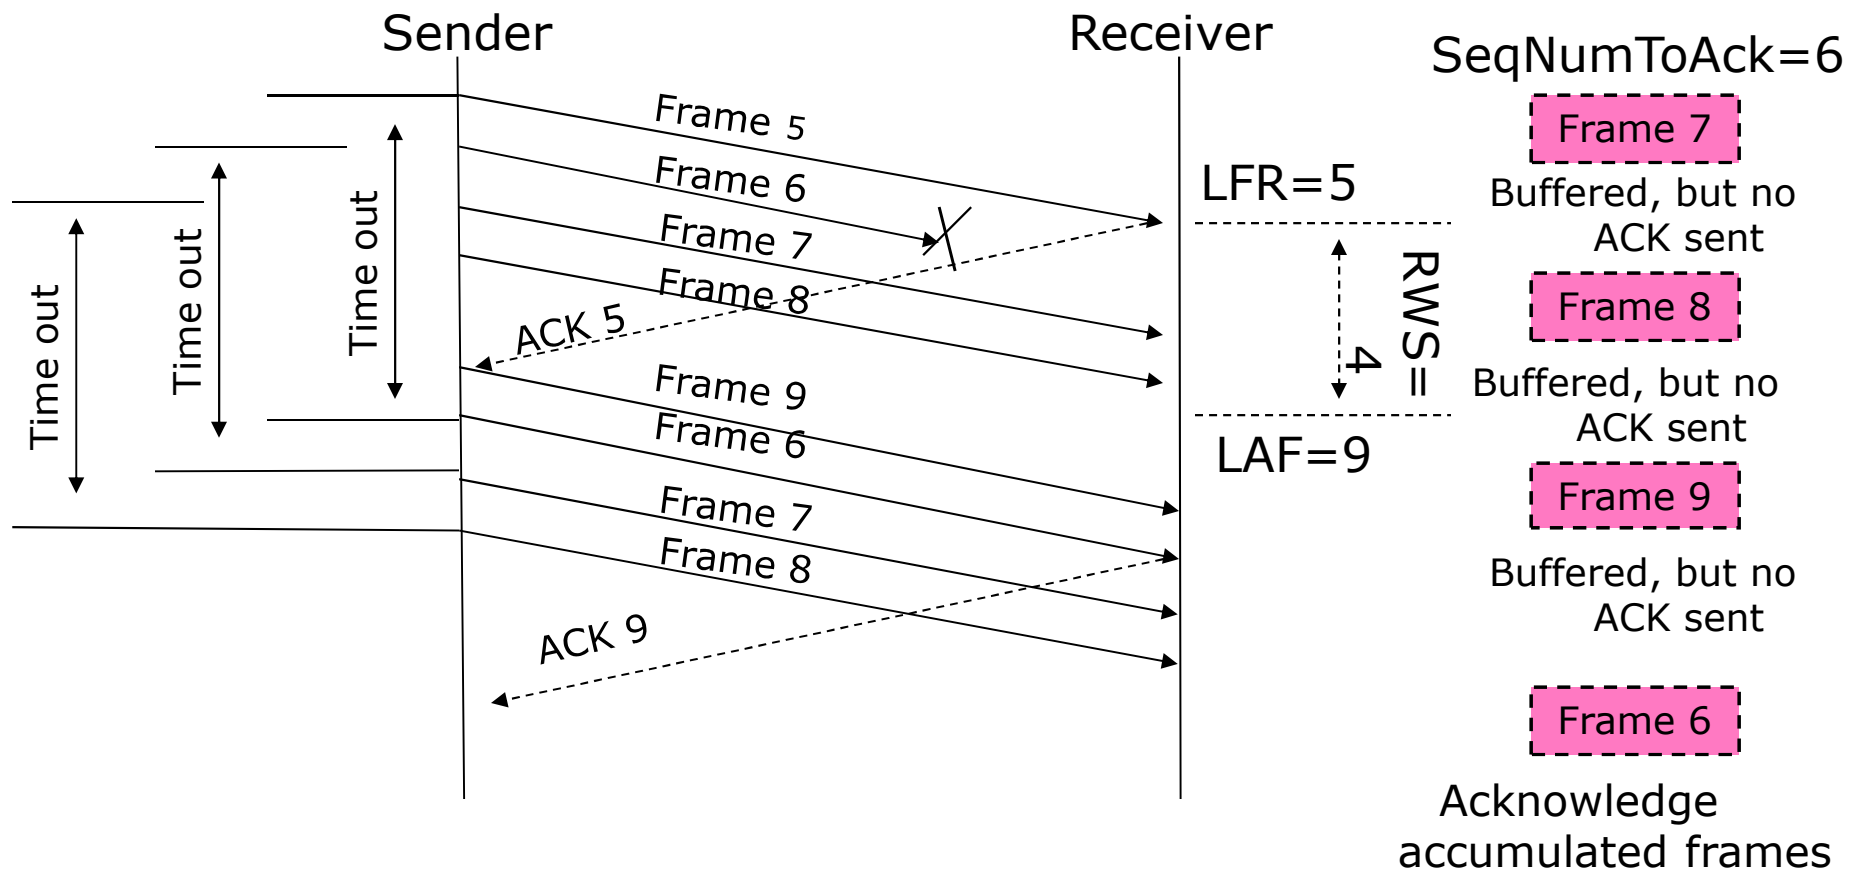 Sender
Receiver
SeqNumToAck=6
Frame 5
Frame 6
Frame 7
Frame 8
ACK 5
Frame 9
Frame 6
Frame 7
Frame 8
ACK 9
Time out
Time out
Time out
LFR=5
RWS=
4
LAF=9
Frame 7
Buffered, but no
ACK sent
Frame 8
Buffered, but no
ACK sent
Frame 9
Buffered, but no
ACK sent
Frame 6
Acknowledge
accumulated frames